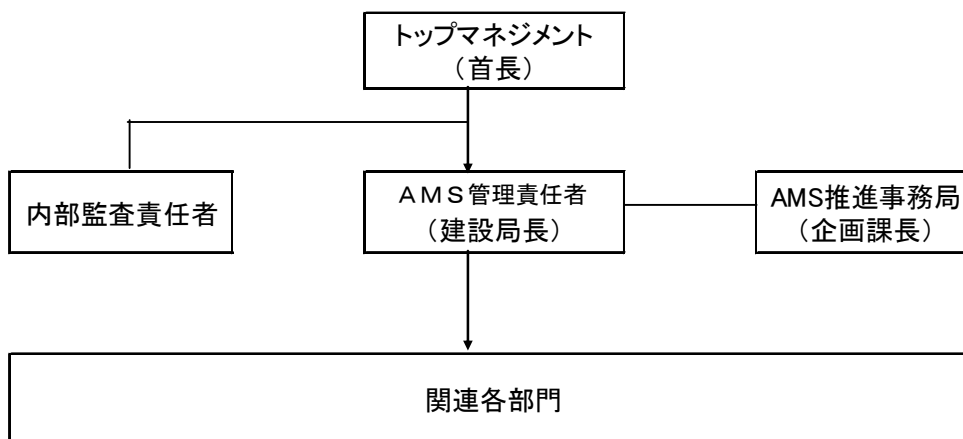 トップマネジメント
（首長）
内部監査責任者
ＡＭＳ管理責任者
（建設局長）
AMS推進事務局
（企画課長）
関連各部門